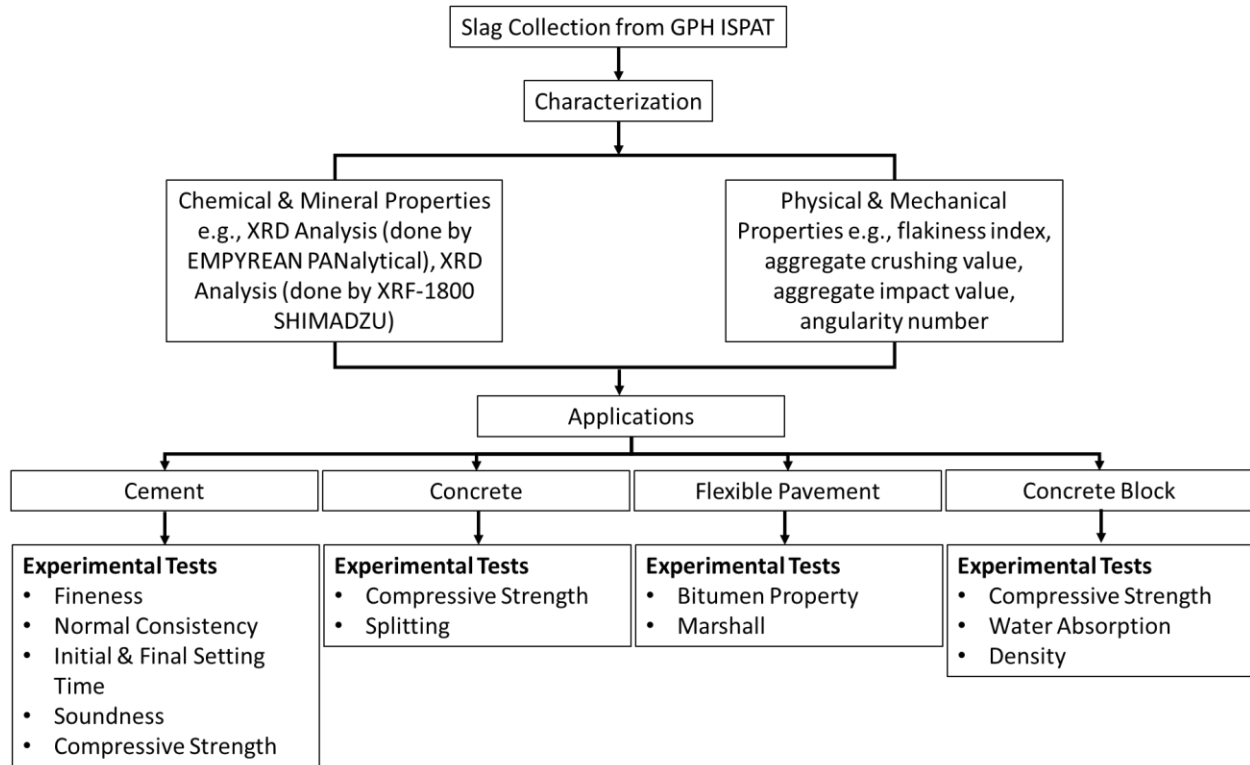 Slag Collection from GPH ISPAT
Characterization
Chemical & Mineral Properties
e.g., XRD Analysis (done by
EMPYREAN PANalytical), XRD
Analysis (done by XRF-1800
SHIMADZU)
Physical & Mechanical
Properties e.g., flakiness index,
aggregate crushing value,
aggregate impact value,
angularity number
Applications
Cement
Concrete
Flexible Pavement
Concrete Block
Experimental Tests
• Fineness
• Normal Consistency
• Initial & Final Setting
Time
• Soundness
• Compressive Strength
Experimental Tests
• Compressive Strength
• Splitting
Experimental Tests
• Bitumen Property
• Marshall
Experimental Tests
• Compressive Strength
• Water Absorption
• Density